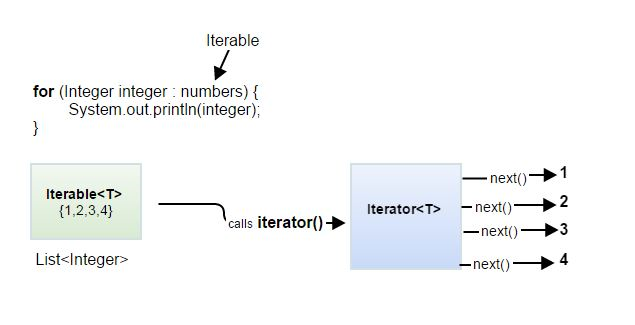 Iterable
for (Integer integer : numbers) {
System.out.println(integer);
}
Iterable<T>
{1,2,3,4}
List<Integer>
calls iterator()
Iterator<T>
next() 1
next() 2
next() 3
next() 4